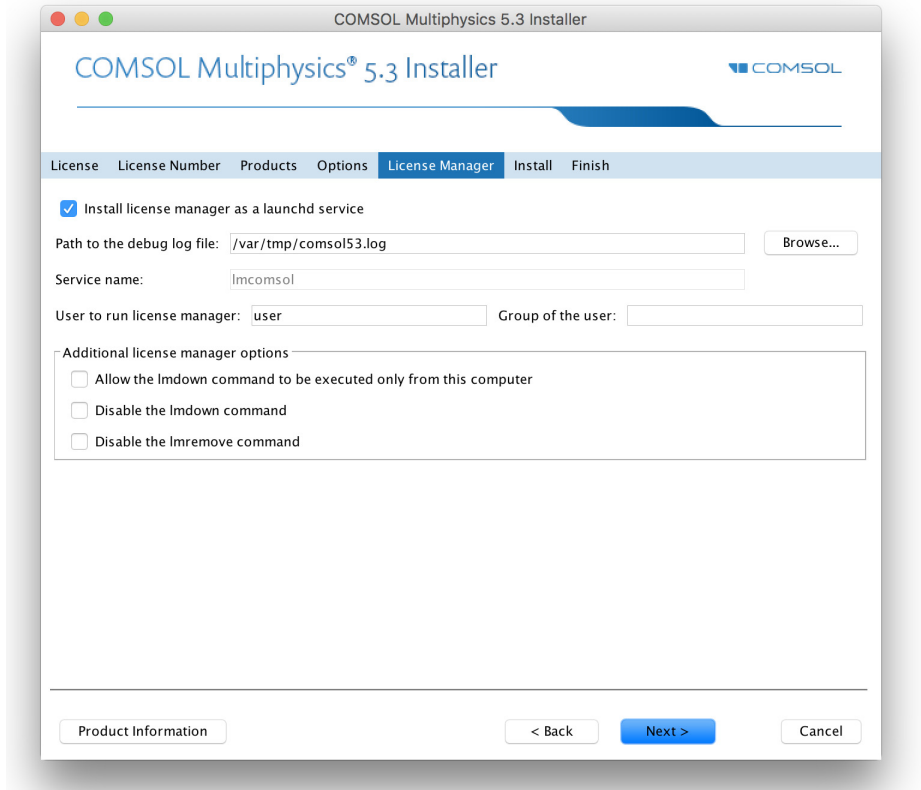 COMSOL Multiphysics 5.3 Installer
COMSOL Multiphysics® 5.3 Installer
COMSOL
License License Number Products Options License Manager Install Finish
Install license manager as a launchd service
Path to the debug log file: /var/tmp/comsol53.log Browse...
Service name: lmcomsol
User to run license manager: user Group of the user:
Additional license manager options
Allow the lmdown command to be executed only from this computer
Disable the lmdown command
Disable the lmremove command
Product Information < Back Next > Cancel